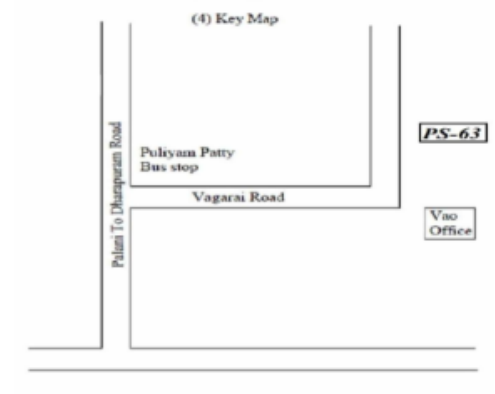 (4) Key Map
PS-63
Puliyam Patty
Bus stop
Palani To Dharapuram Road
Vagarai Road
Vao
Office